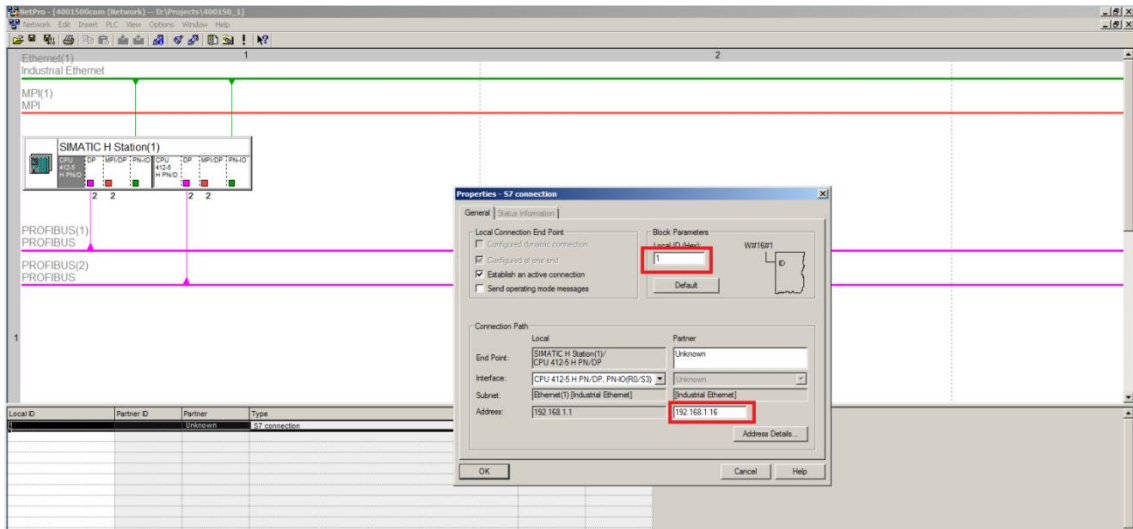 NetPro - [4001500com (Network) -- D:\Projects\400150_1]
Network Edit Insert PLC View Options Window Help
1 2
Ethernet(1)
Industrial Ethernet
MPI(1)
MPI
SIMATIC H Station(1)
CPU 412-5 H PN/D DP MPI/DP PN-IO CPU 412-5 H PN/D DP MPI/DP PN-IO
2 2 2 2
PROFIBUS(1)
PROFIBUS
PROFIBUS(2)
PROFIBUS
1
Properties - S7 connection
General Status Information
Local Connection End Point
Configured dynamic connection
Configured at one end
Establish an active connection
Send operating mode messages
Block Parameters
Local ID (Hex): W#16#1
1
ID
Default
Connection Path
Local Partner
End Point: SIMATIC H Station(1)/ Unknown
CPU 412-5 H PN/DP
Interface: CPU 412-5 H PN/DP, PN-IO(R0/S3) Unknown
Subnet: Ethernet(1) [Industrial Ethernet] [Industrial Ethernet]
Address: 192.168.1.1 192.168.1.16
Address Details...
OK Cancel Help
Local ID Partner ID Partner Type
1 Unknown S7 connection